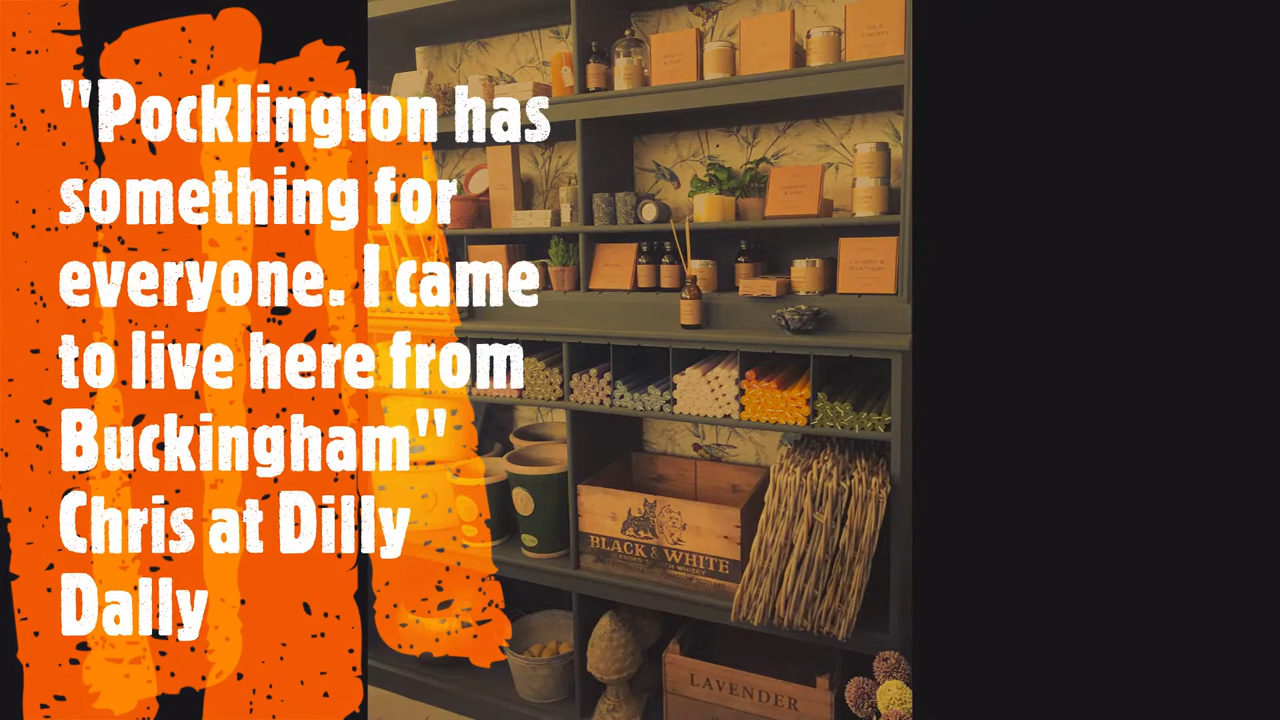 "Pocklington has
something for
everyone. I came
to live here from
Buckingham"
Chris at Dilly
Dally
BLACK & WHITE
LAVENDER